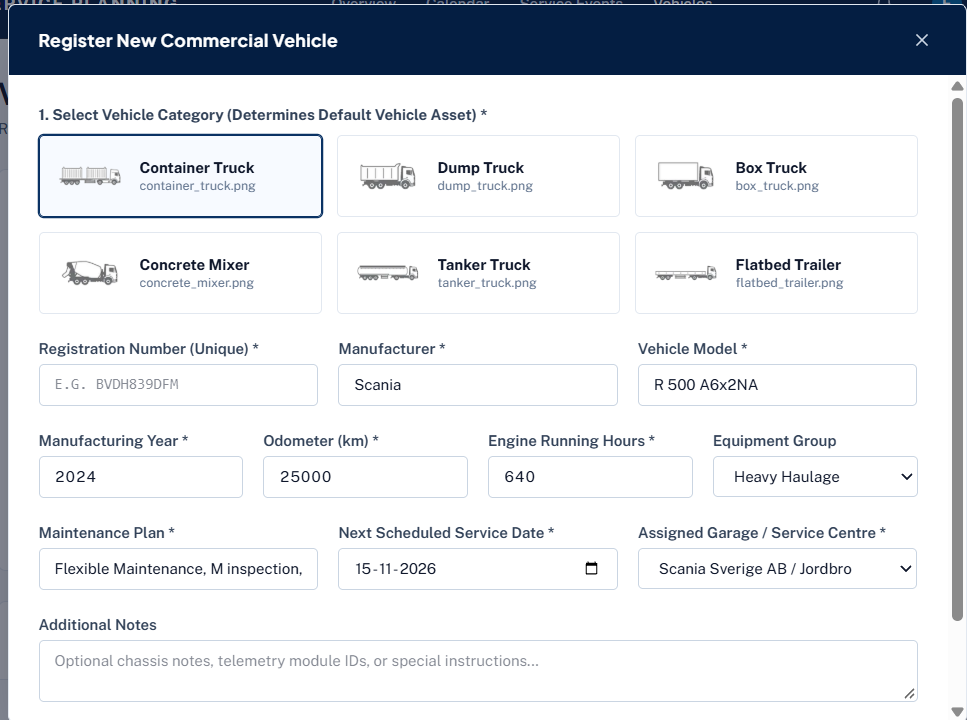 Register New Commercial Vehicle
1. Select Vehicle Category (Determines Default Vehicle Asset) *
Container Truck
container_truck.png
Dump Truck
dump_truck.png
Box Truck
box_truck.png
Concrete Mixer
concrete_mixer.png
Tanker Truck
tanker_truck.png
Flatbed Trailer
flatbed_trailer.png
Registration Number (Unique) *
E.G. BVDH839DFM
Manufacturer *
Scania
Vehicle Model *
R 500 A6x2NA
Manufacturing Year *
2024
Odometer (km) *
25000
Engine Running Hours *
640
Equipment Group
Heavy Haulage
Maintenance Plan *
Flexible Maintenance, M inspection,
Next Scheduled Service Date *
15-11-2026
Assigned Garage / Service Centre *
Scania Sverige AB / Jordbro
Additional Notes
Optional chassis notes, telemetry module IDs, or special instructions...